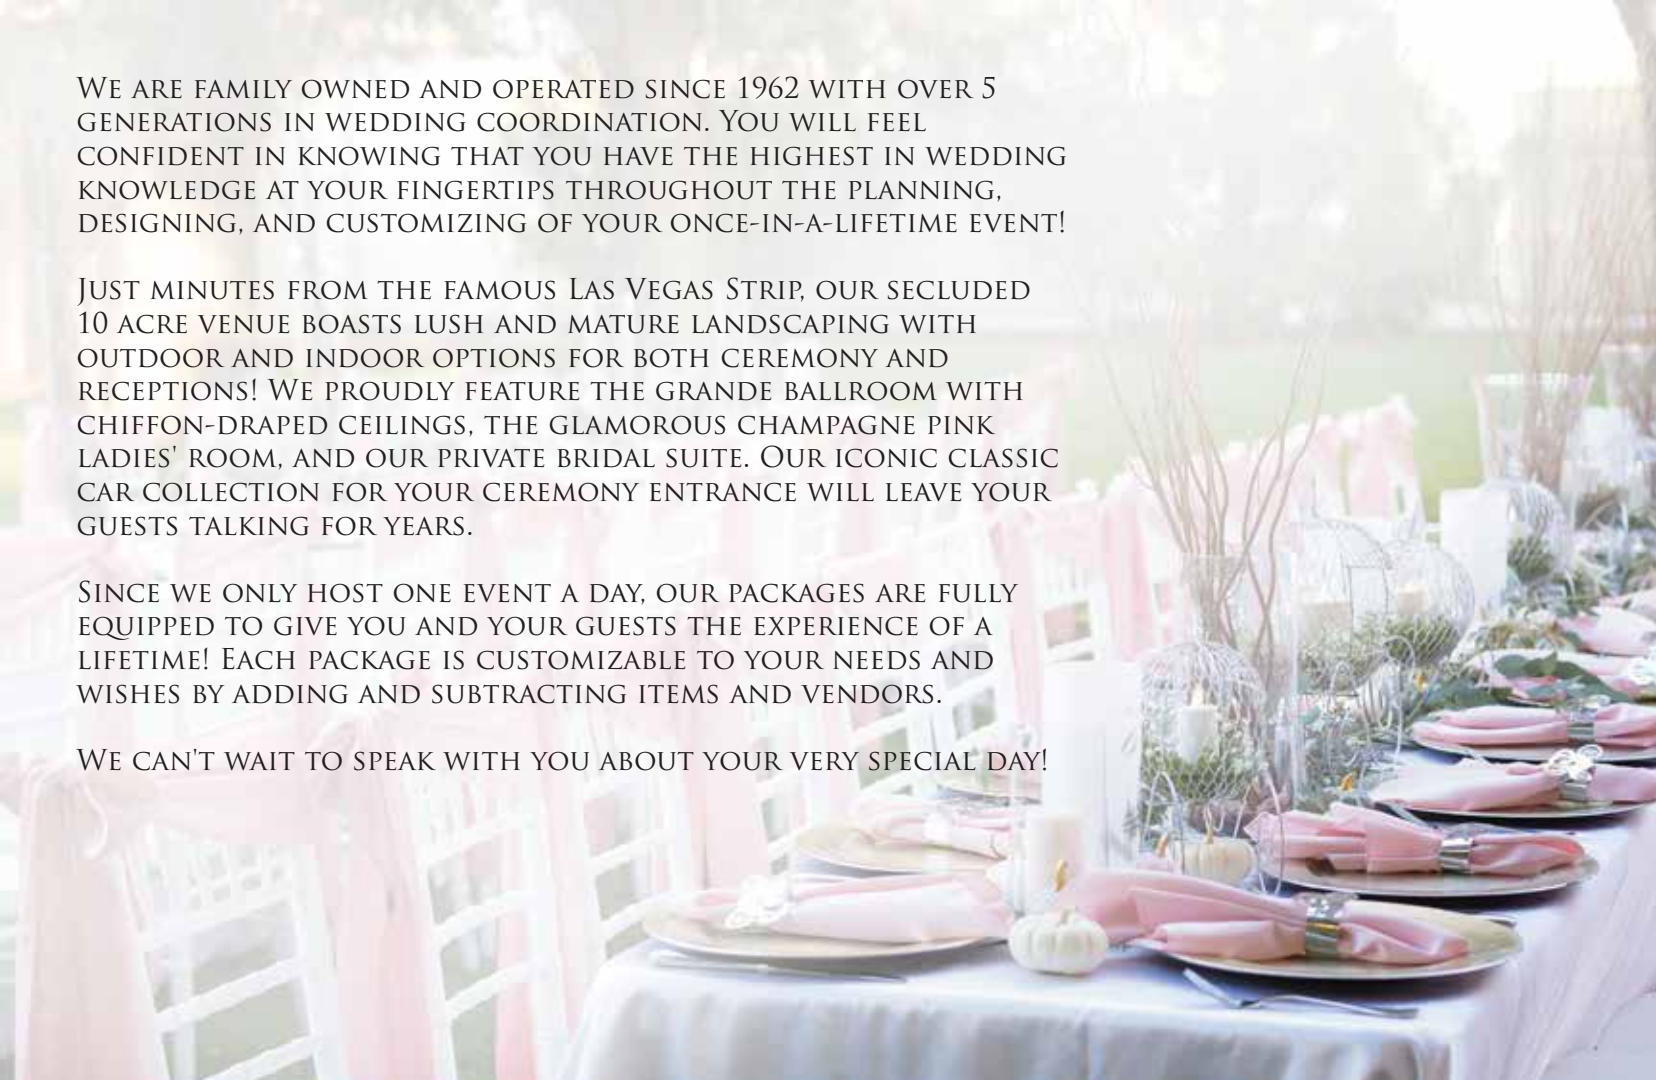 We are family owned and operated since 1962 with over 5
generations in wedding coordination. You will feel
confident in knowing that you have the highest in wedding
knowledge at your fingertips throughout the planning,
designing, and customizing of your once-in-a-lifetime event!
Just minutes from the famous Las Vegas Strip, our secluded
10 acre venue boasts lush and mature landscaping with
outdoor and indoor options for both ceremony and
receptions! We proudly feature the grande ballroom with
chiffon-draped ceilings, the glamorous champagne pink
ladies' room, and our private bridal suite. Our iconic classic
car collection for your ceremony entrance will leave your
guests talking for years.
Since we only host one event a day, our packages are fully
equipped to give you and your guests the experience of a
lifetime! Each package is customizable to your needs and
wishes by adding and subtracting items and vendors.
We can't wait to speak with you about your very special day!